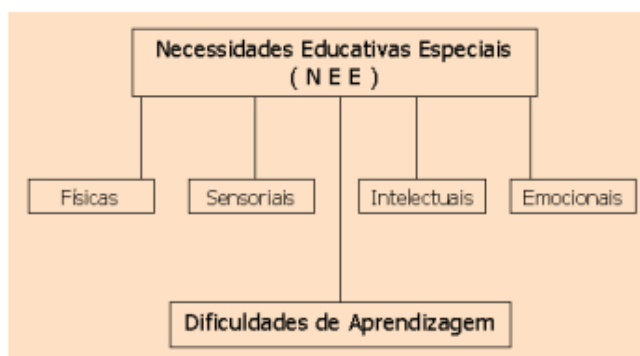 Necessidades Educativas Especiais
( N E E )
Físicas
Sensoriais
Intelectuais
Emocionais
Dificuldades de Aprendizagem